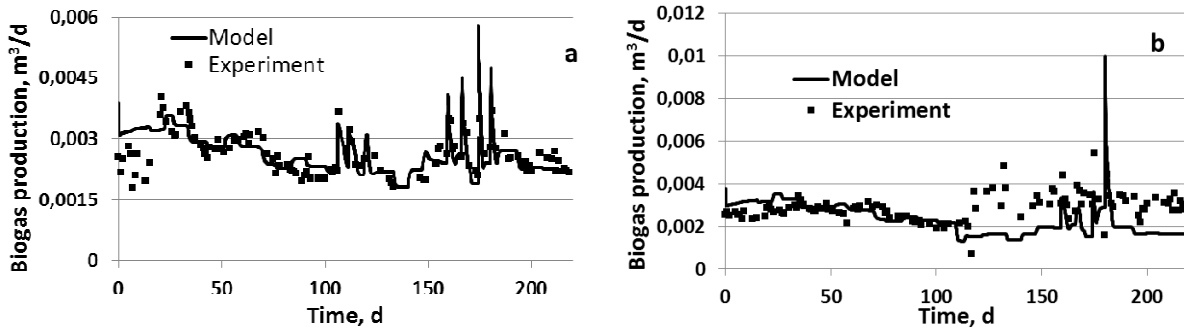 0,006
0,0045
0,003
0,0015
0
Biogas production, m³/d
Model
Experiment
a
0 50 100 150 200
Time, d
0,012
0,01
0,008
0,006
0,004
0,002
0
Biogas production, m³/d
Model
Experiment
b
0 50 100 150 200
Time, d